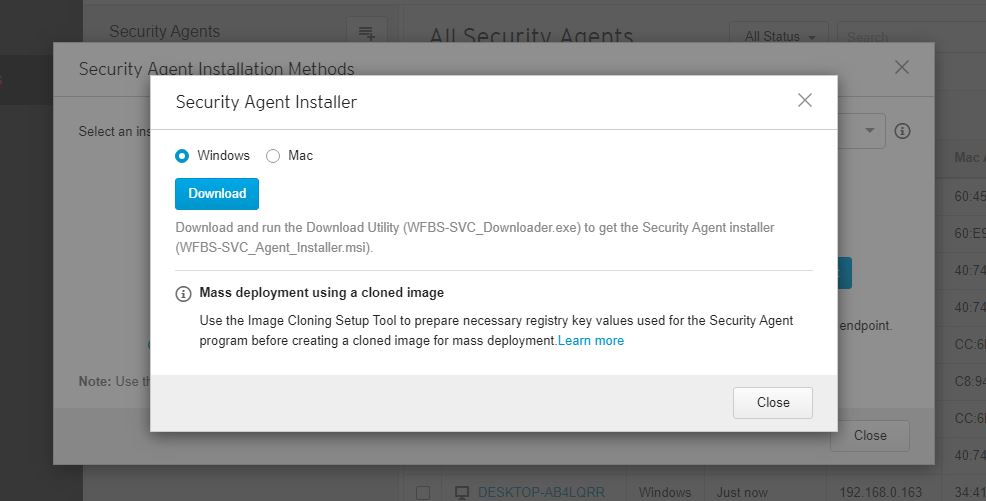 Security Agents
All Security Agents
All Status
Search
Security Agent Installation Methods
Security Agent Installer
Select an
Windows
Mac
Mac
Download
60:45
Download and run the Download Utility (WFBS-SVC_Downloader.exe) to get the Security Agent installer
(WFBS-SVC_Agent_Installer.msi).
60:E9
40:74
Mass deployment using a cloned image
40:74
Use the Image Cloning Setup Tool to prepare necessary registry key values used for the Security Agent
endpoint.
program before creating a cloned image for mass deployment.Learn more
CC:6
Note: Use
C8:94
Close
CC:6
Close
40:74
DESKTOP-AB4LQRR
Windows
Just now
192.168.0.163
34:41